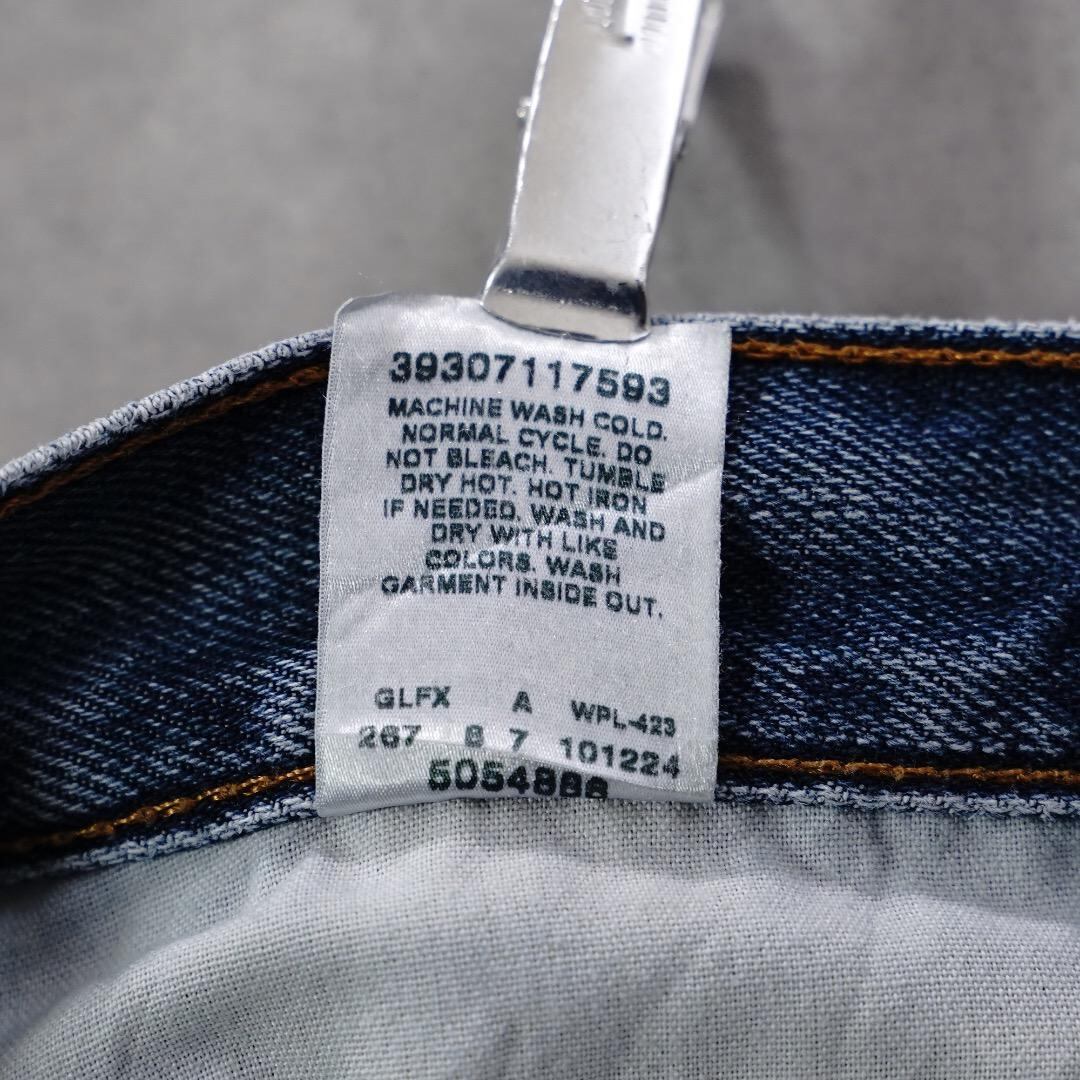 39307117593
MACHINE WASH COLD.
NORMAL CYCLE. DO
NOT BLEACH. TUMBLE
DRY HOT. HOT IRON
IF NEEDED. WASH AND
DRY WITH LIKE
COLORS. WASH
GARMENT INSIDE OUT.
GLFX A WPL-423
267 8 7 101224
5054888